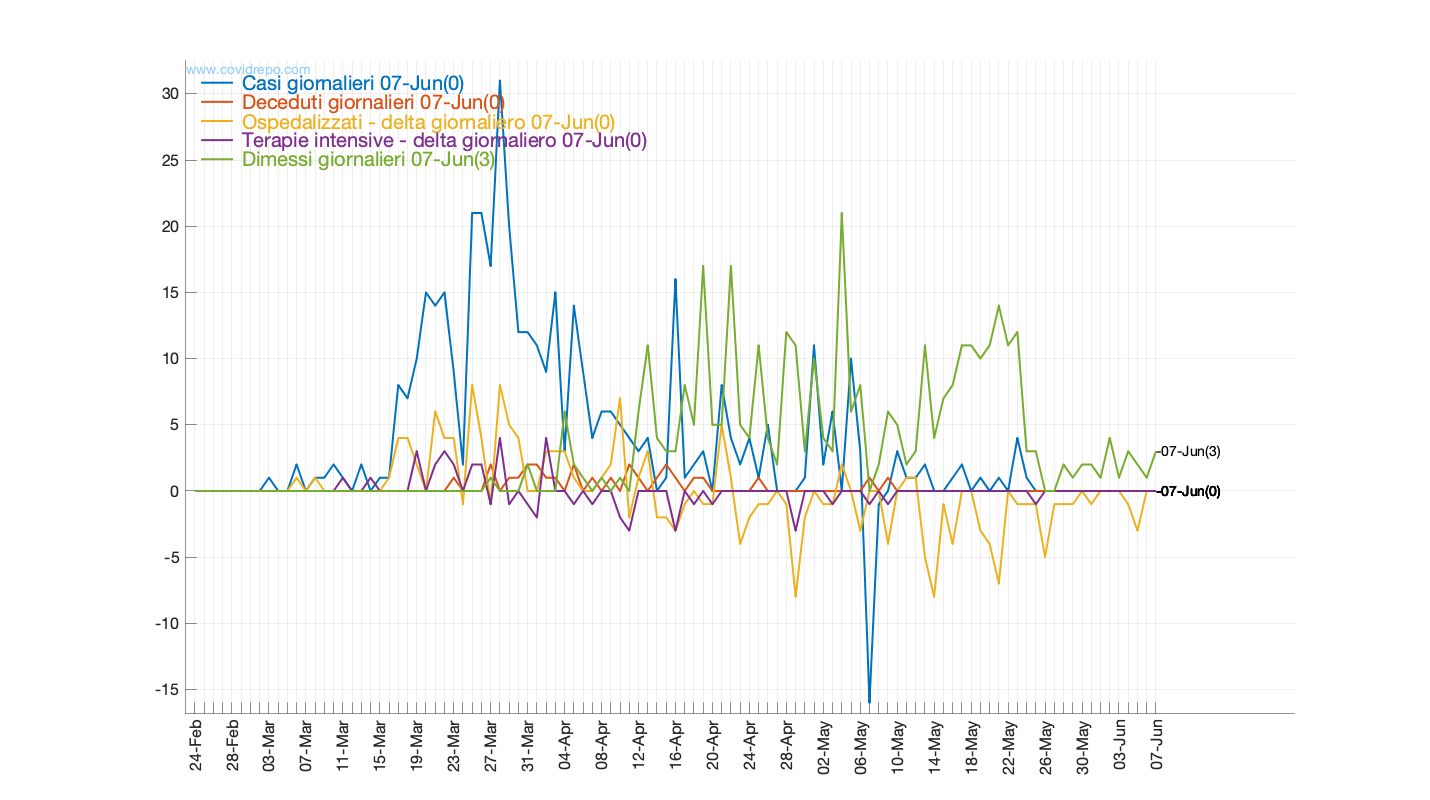 www.covidrepo.com
Casi giornalieri 07-Jun(0)
Deceduti giornalieri 07-Jun(0)
Ospedalizzati - delta giornaliero 07-Jun(0)
Terapie intensive - delta giornaliero 07-Jun(0)
Dimessi giornalieri 07-Jun(3)
30
25
20
15
10
5
0
-5
-10
-15
07-Jun(3)
07-Jun(0)
24-Feb 28-Feb 03-Mar 07-Mar 11-Mar 15-Mar 19-Mar 23-Mar 27-Mar 31-Mar 04-Apr 08-Apr 12-Apr 16-Apr 20-Apr 24-Apr 28-Apr 02-May 06-May 10-May 14-May 18-May 22-May 26-May 30-May 03-Jun 07-Jun